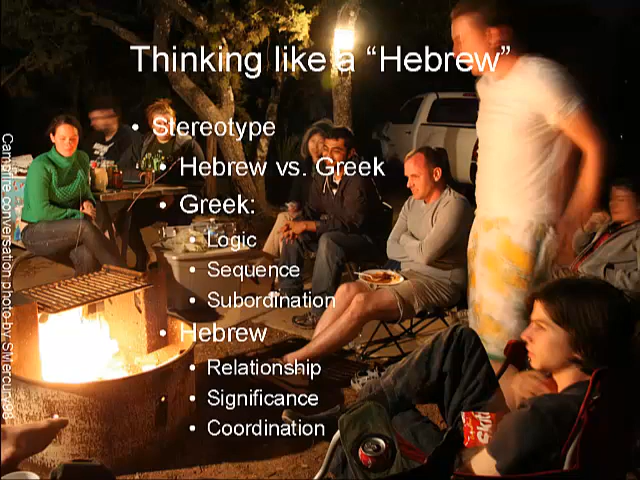 Thinking like a “Hebrew”
• Stereotype
• Hebrew vs. Greek
• Greek:
• Logic
• Sequence
• Subordination
• Hebrew
• Relationship
• Significance
• Coordination
Campfire conversation photo by SMercury98